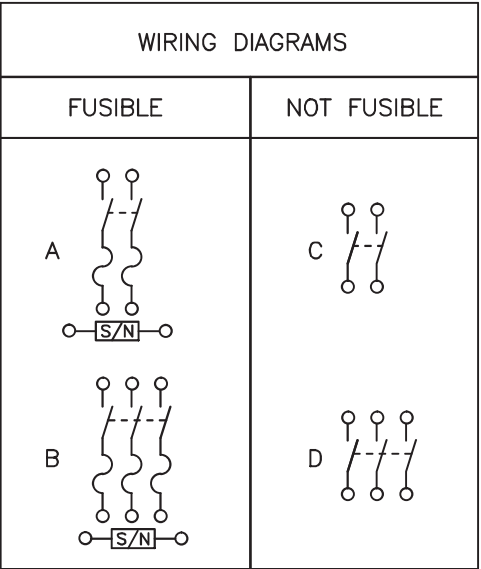 WIRING DIAGRAMS
FUSIBLE
NOT FUSIBLE
A
S/N
C
B
S/N
D